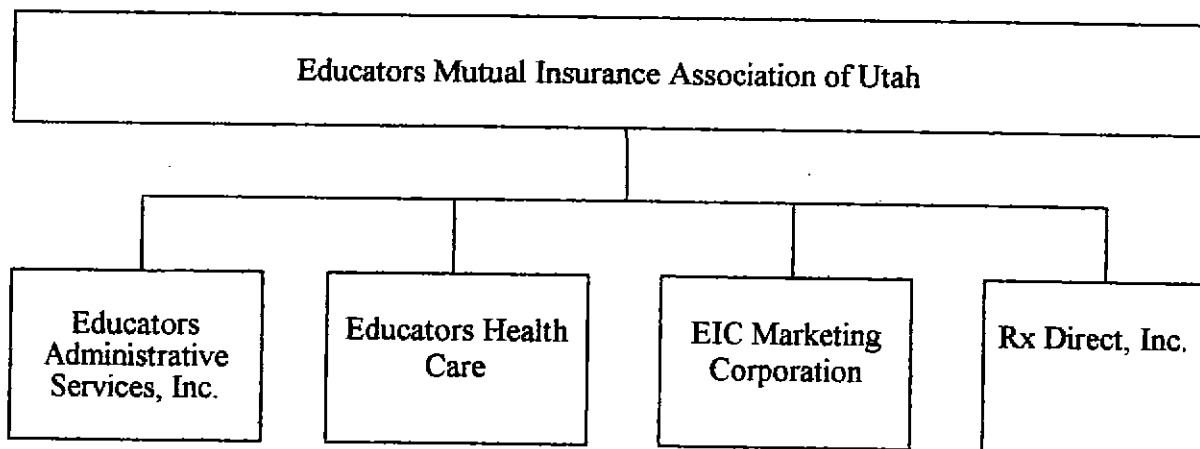 Educators Mutual Insurance Association of Utah
Educators
Administrative
Services, Inc.
Educators Health
Care
EIC Marketing
Corporation
Rx Direct, Inc.